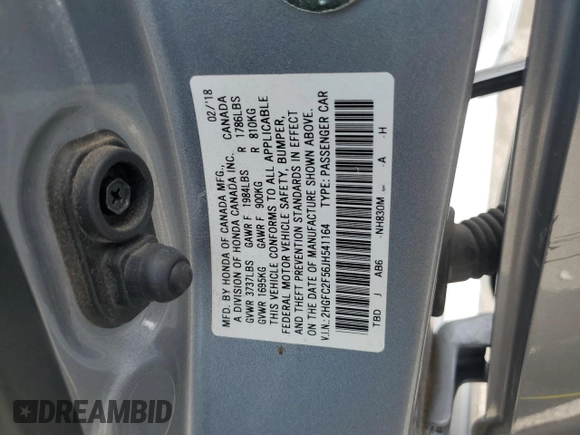 MFD. BY HONDA OF CANADA MFG., 02/'18
A DIVISION OF HONDA CANADA INC. CANADA
GVWR 3737LBS GAWR F 1984LBS R 1786LBS
GVWR 1695KG GAWR F 900KG R 810KG
THIS VEHICLE CONFORMS TO ALL APPLICABLE
FEDERAL MOTOR VEHICLE SAFETY, BUMPER,
AND THEFT PREVENTION STANDARDS IN EFFECT
ON THE DATE OF MANUFACTURE SHOWN ABOVE.
V.I.N.: 2HGFC2F56JH541164 TYPE: PASSENGER CAR
TBD J AB6 NH830M A H
DREAMBID